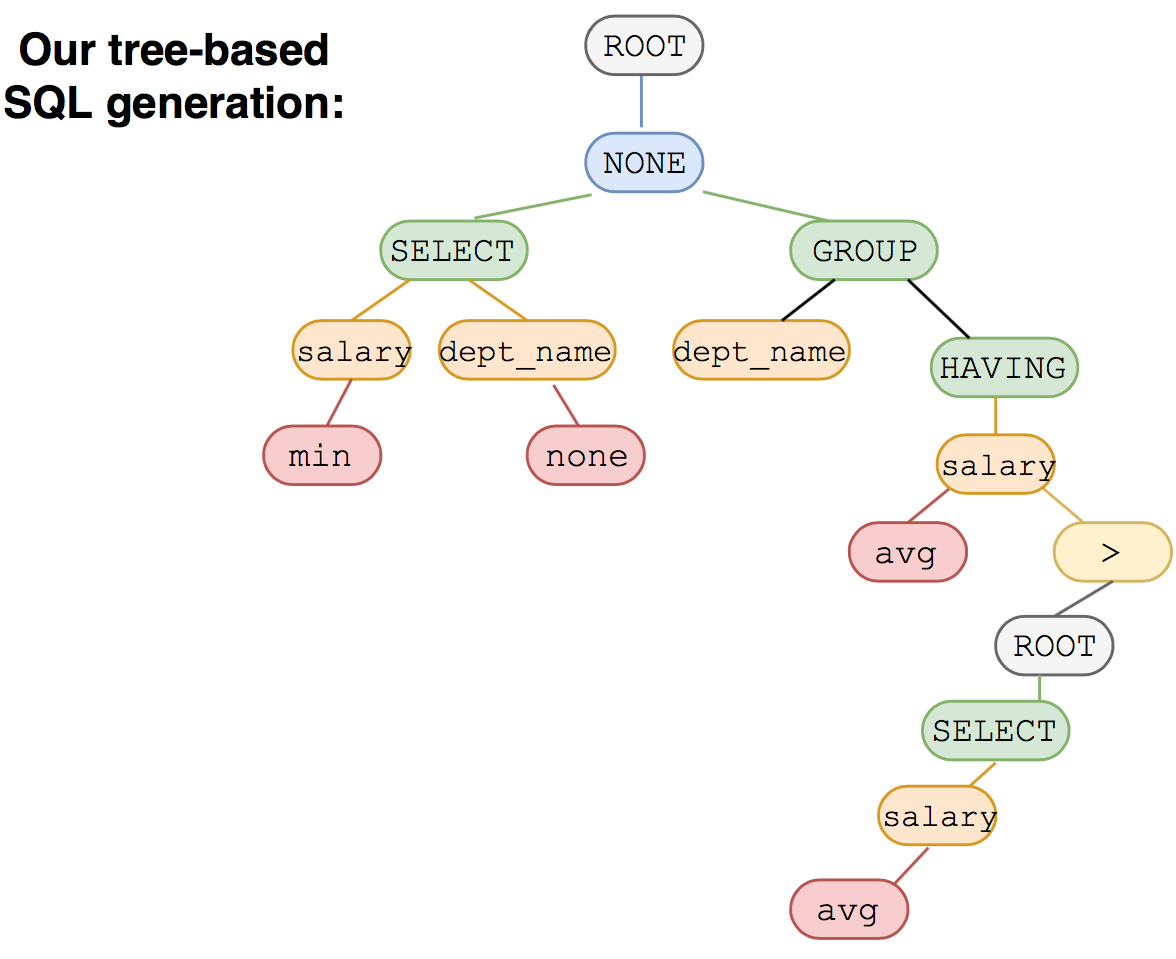 Our tree-based
SQL generation:
ROOT
NONE
SELECT
GROUP
salary
dept_name
dept_name
HAVING
min
none
salary
avg
>
ROOT
SELECT
salary
avg